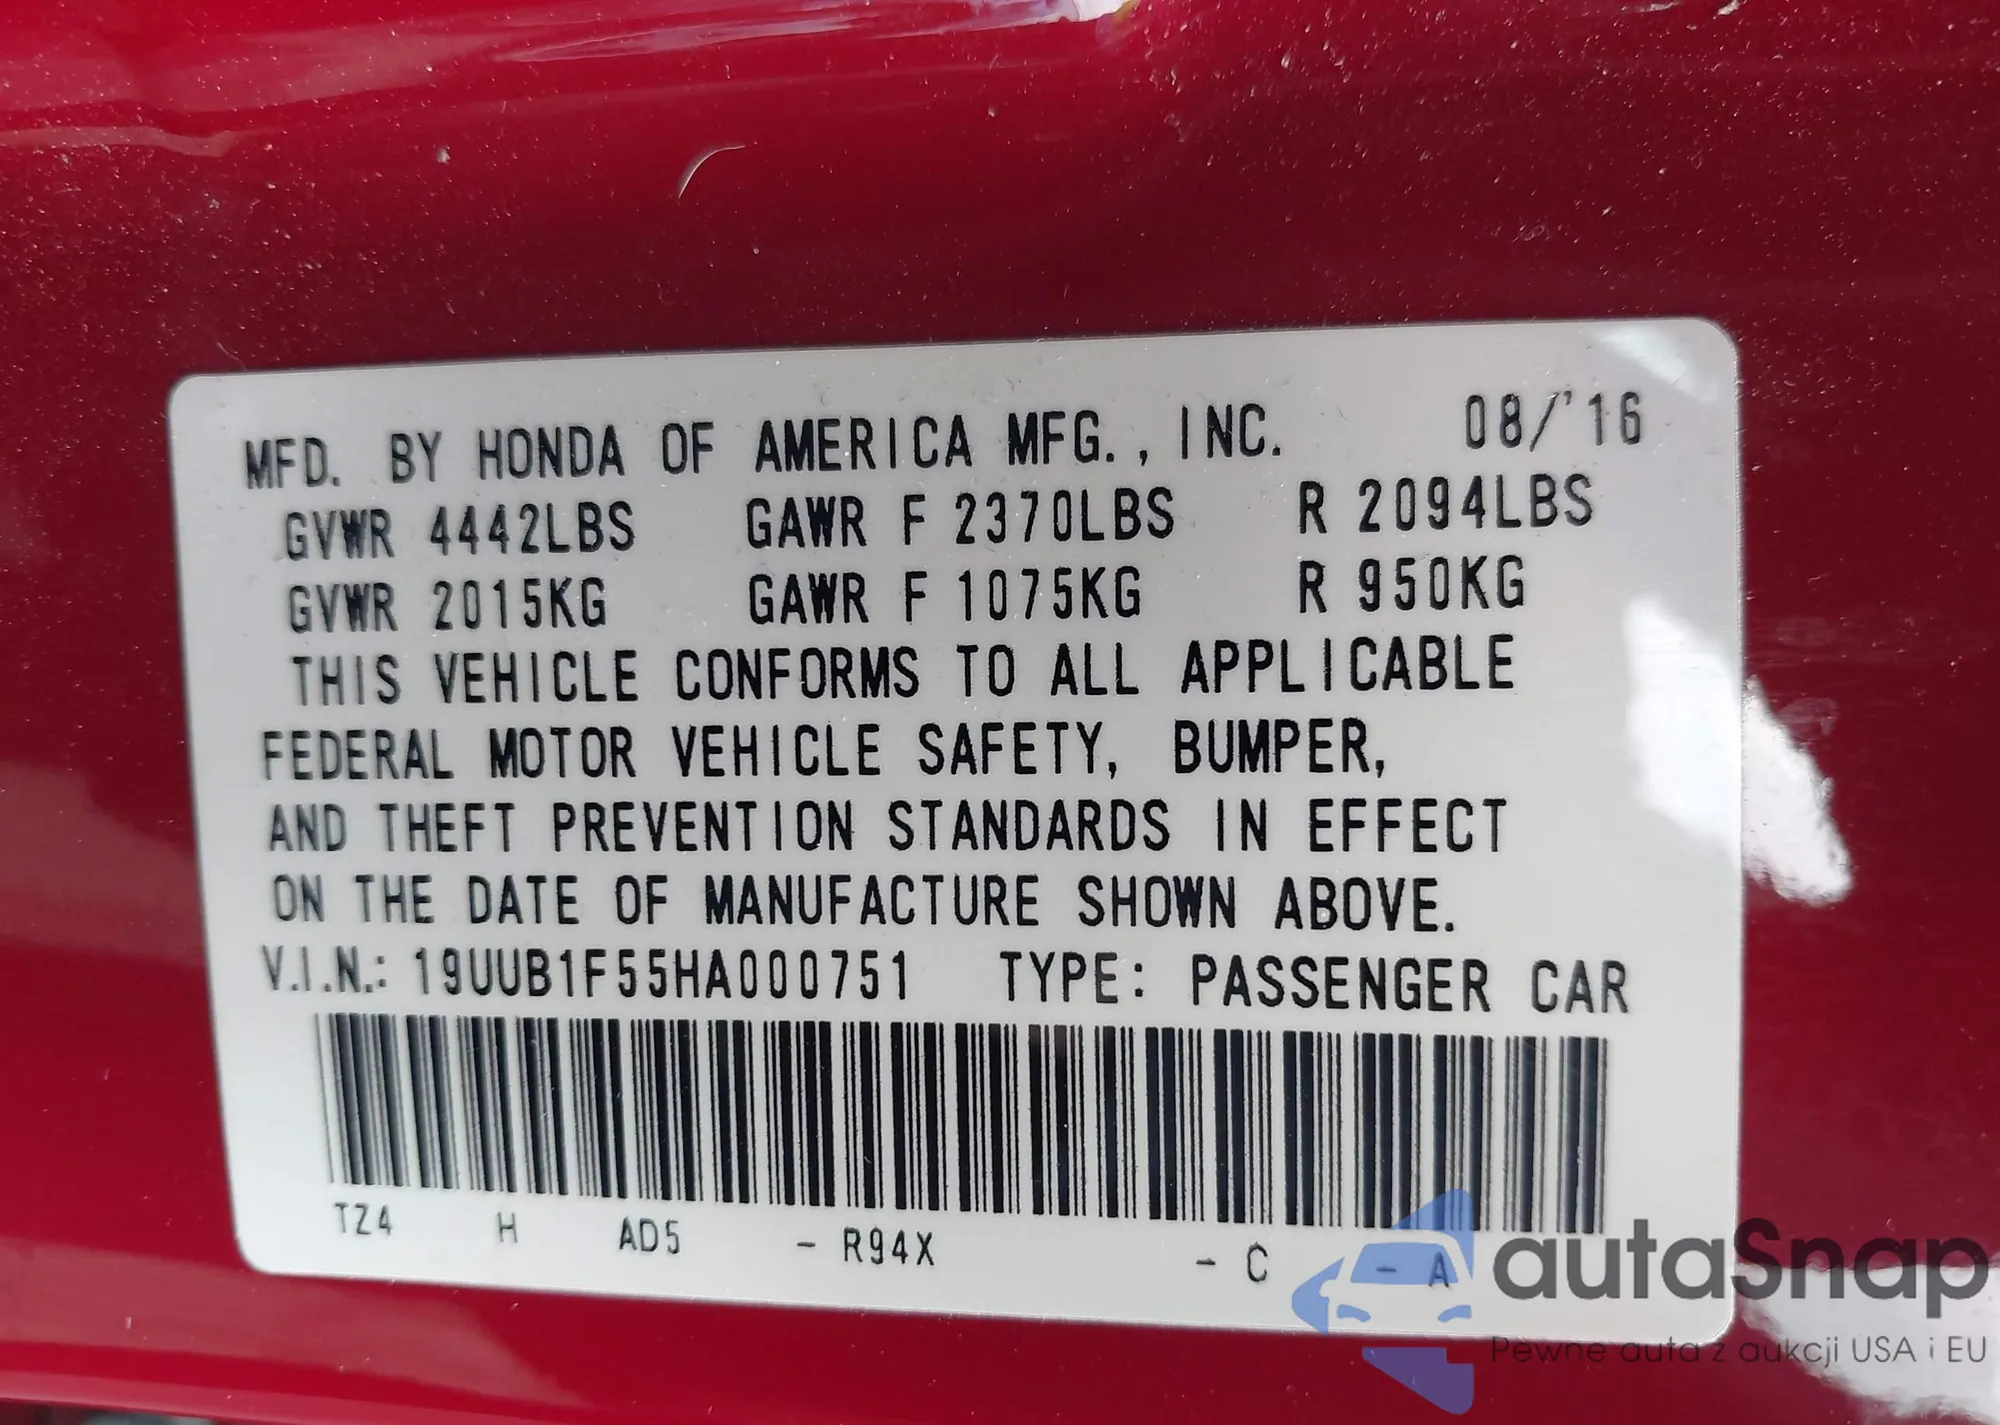 MFD. BY HONDA OF AMERICA MFG., INC. 08/'16
GVWR 4442LBS GAWR F 2370LBS R 2094LBS
GVWR 2015KG GAWR F 1075KG R 950KG
THIS VEHICLE CONFORMS TO ALL APPLICABLE
FEDERAL MOTOR VEHICLE SAFETY, BUMPER,
AND THEFT PREVENTION STANDARDS IN EFFECT
ON THE DATE OF MANUFACTURE SHOWN ABOVE.
V.I.N.: 19UUB1F55HA000751 TYPE: PASSENGER CAR
TZ4 H AD5 - R94X - C - A
autaSnap
Pewne auta z aukcji USA i EU